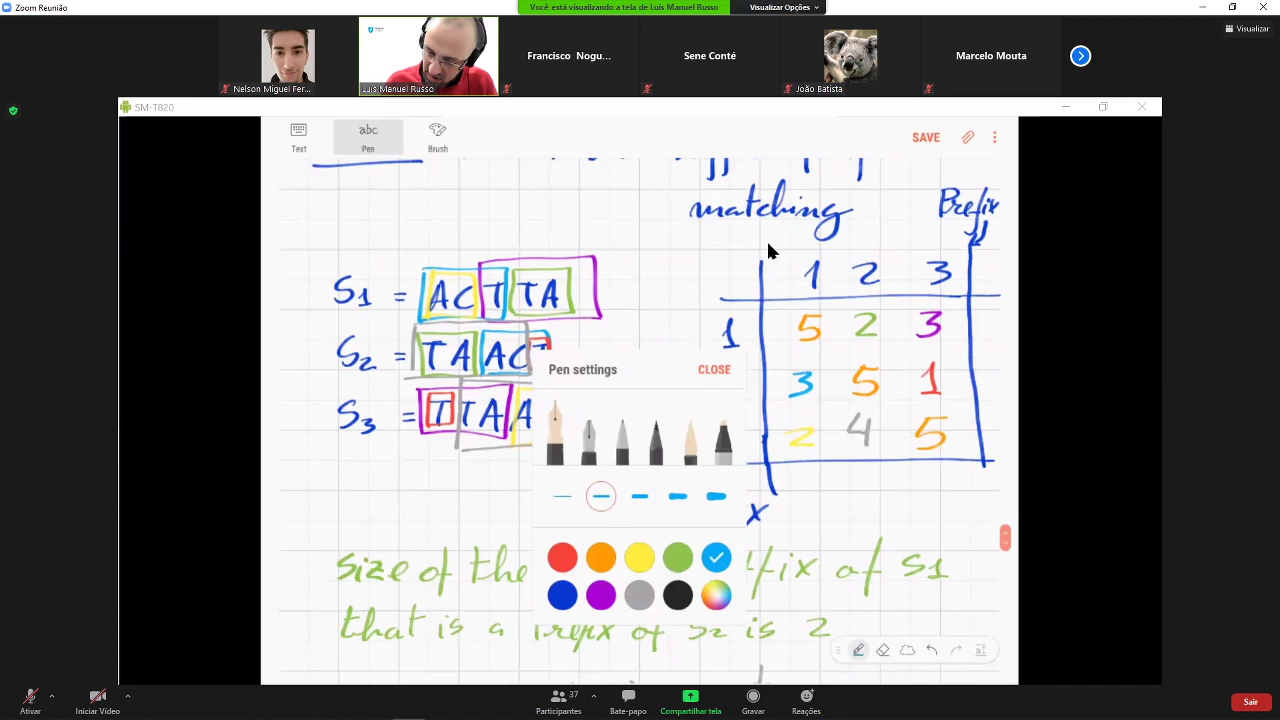 Zoom Reunião
Você está visualizando a tela de Luís Manuel Russo
Visualizar Opções
Visualizar
Francisco Nogu...
Sene Conté
Marcelo Mouta
Nelson Miguel Fer...
Luís Manuel Russo
João Batista
SM-T820
Text
abc
Pen
Brush
SAVE
matching
Prefix
1 2 3
S1 = ACTTA
1 5 2 3
S2 = TAAC
3 5 1
S3 = TTAA
2 4 5
Pen settings
CLOSE
x
size of the
fix of S1
that is a
of S2 is 2
Ativar
Iniciar Vídeo
37
Participantes
Bate-papo
Compartilhar tela
Gravar
Reações
Sair